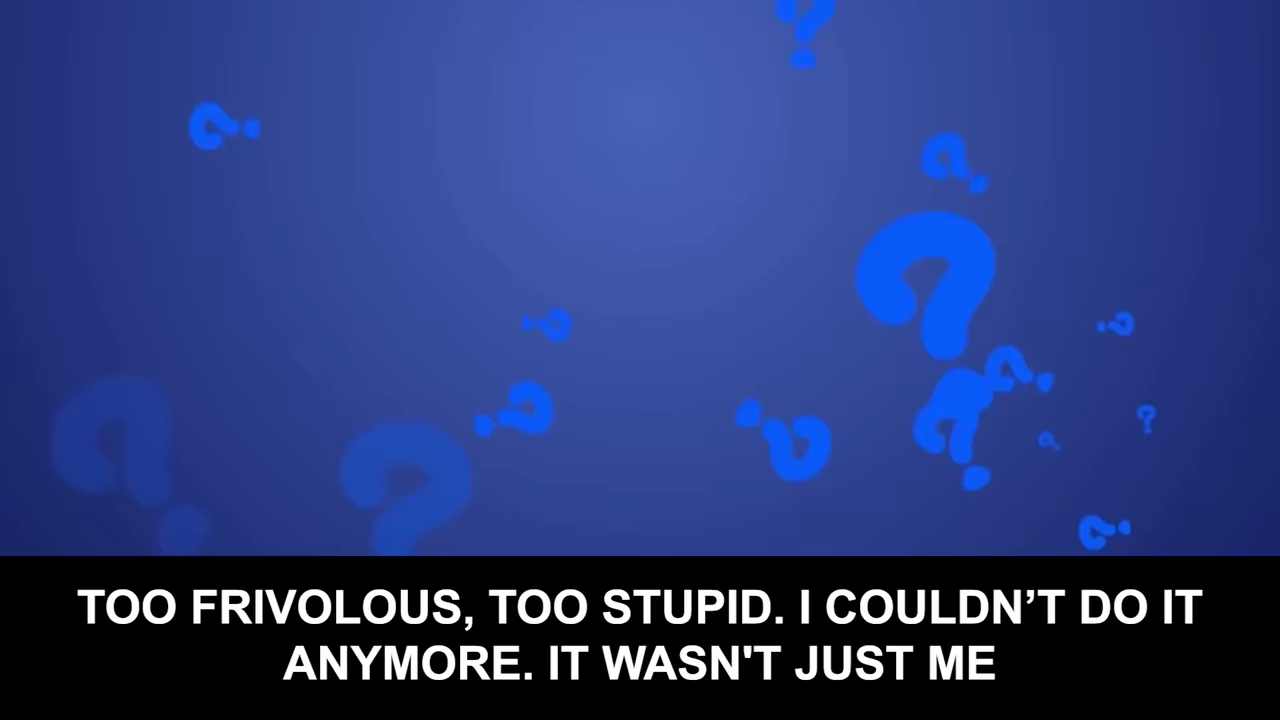 TOO FRIVOLOUS, TOO STUPID. I COULDN’T DO IT
ANYMORE. IT WASN'T JUST ME